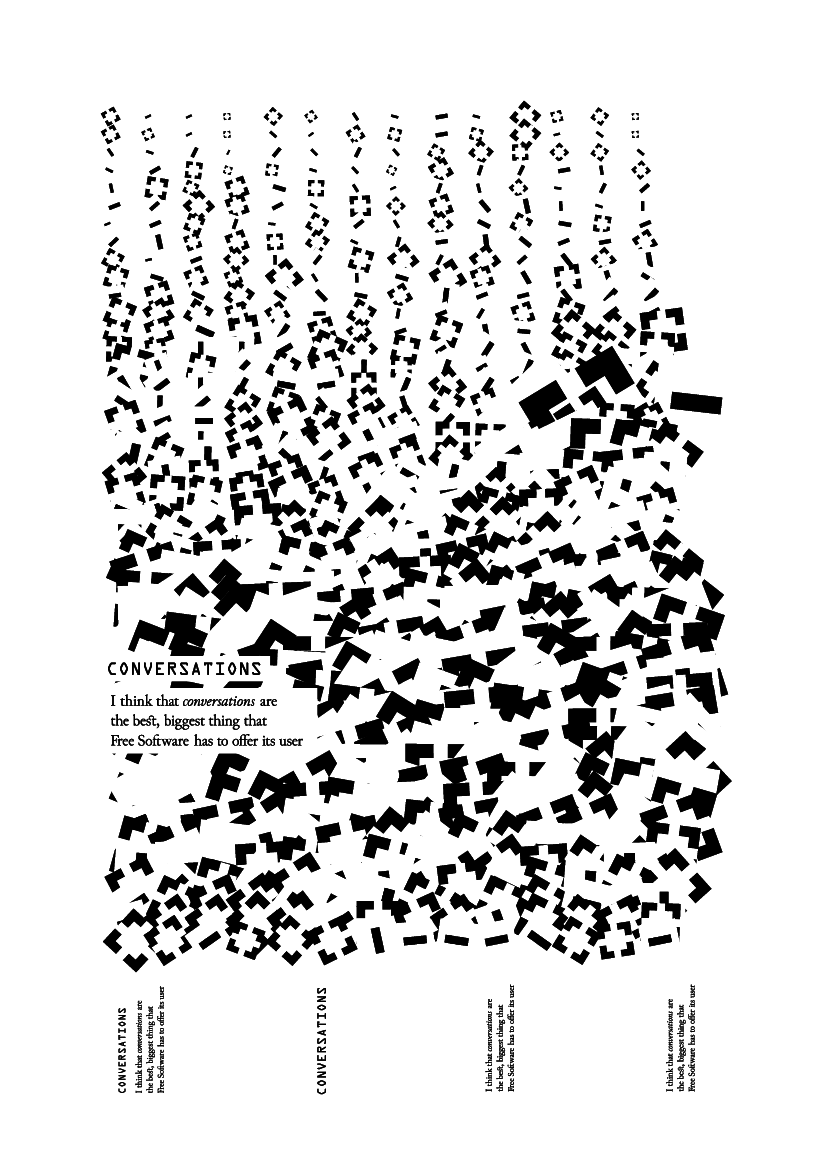 CONVERSATIONS
I think that conversations are
the best, biggest thing that
Free Software has to offer its user
CONVERSATIONS
I think that conversations are
the best, biggest thing that
Free Software has to offer its user
CONVERSATIONS
I think that conversations are
the best, biggest thing that
Free Software has to offer its user
I think that conversations are
the best, biggest thing that
Free Software has to offer its user